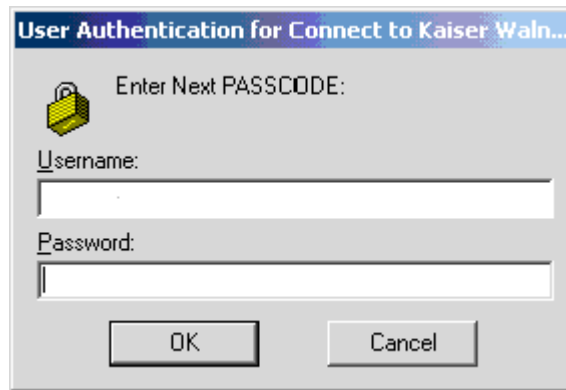 User Authentication for Connect to Kaiser Waln...
Enter Next PASSCODE:
Username:
Password:
OK Cancel